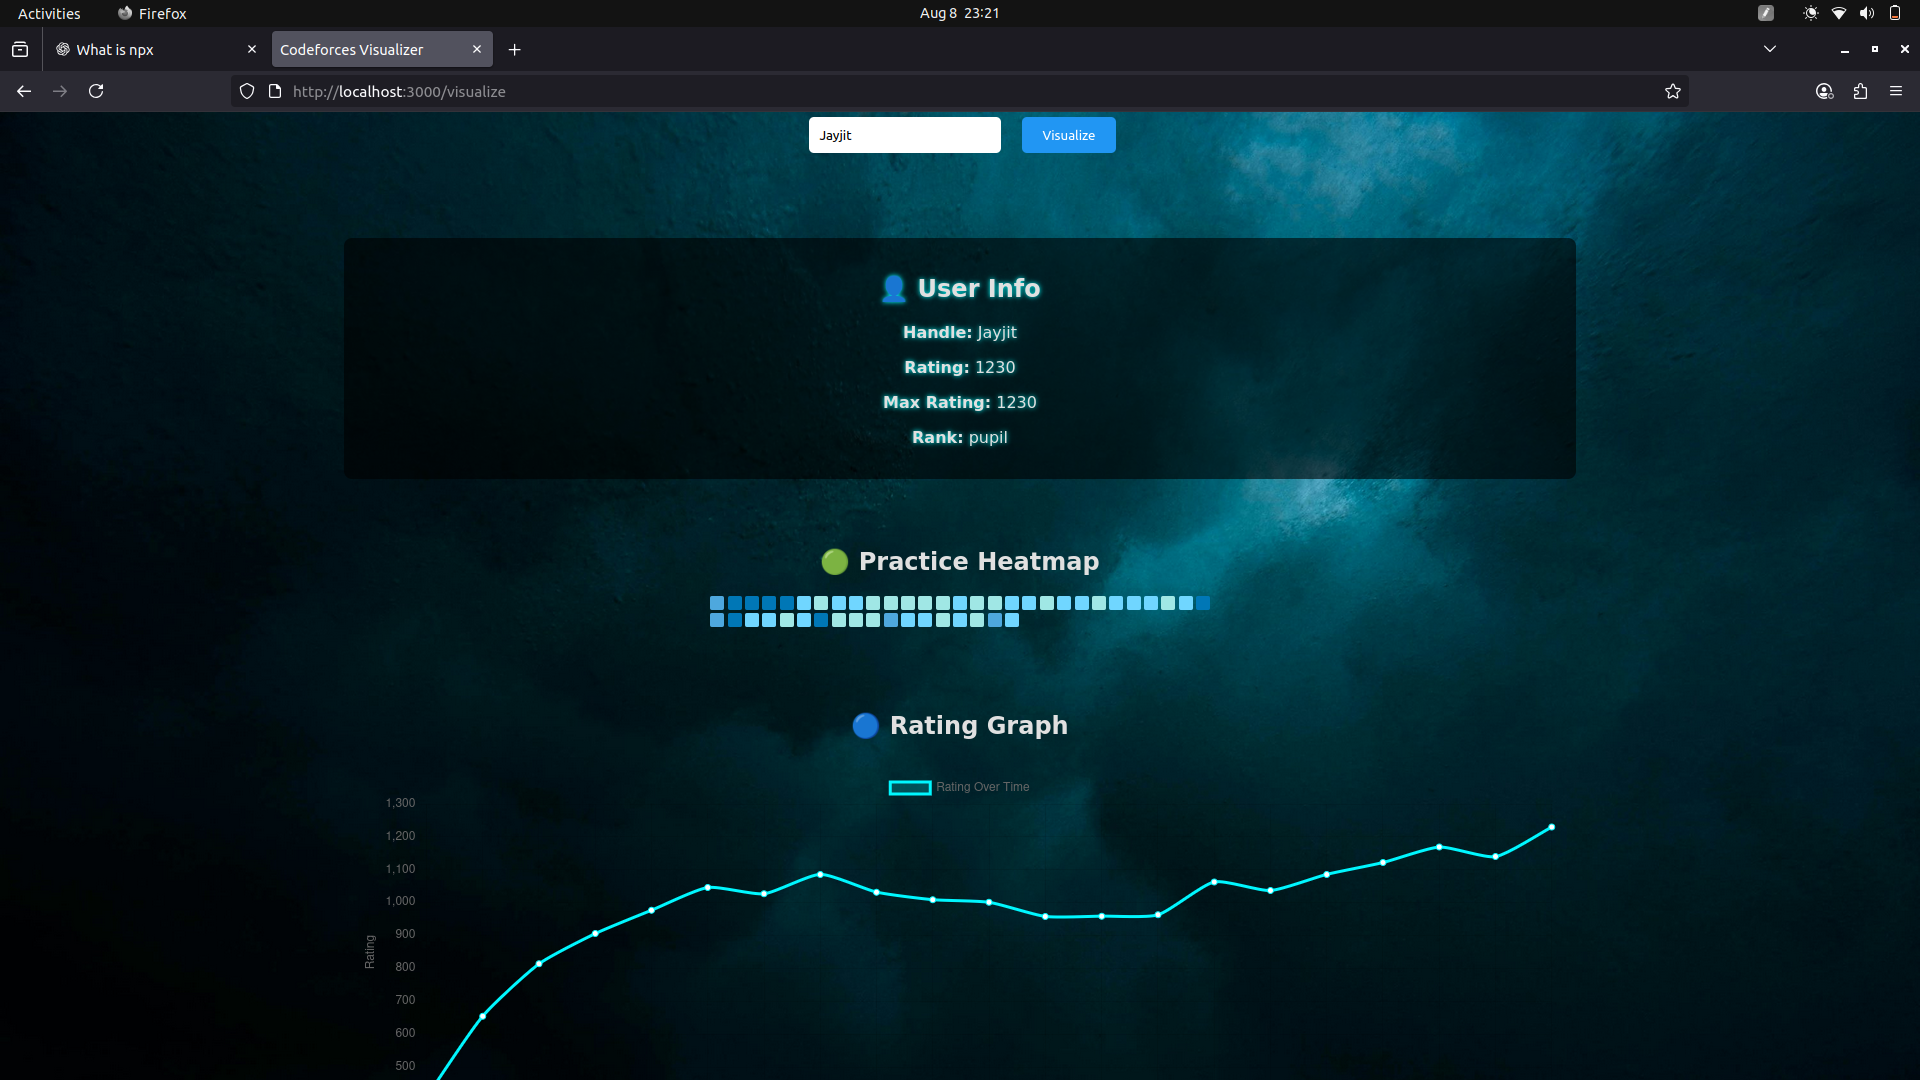 Activities Firefox Aug 8 23:21
What is npx Codeforces Visualizer
http://localhost:3000/visualize
Jayjit Visualize
User Info
Handle: Jayjit
Rating: 1230
Max Rating: 1230
Rank: pupil
Practice Heatmap
Rating Graph
Rating Over Time
1,300
1,200
1,100
1,000
900
Rating
800
700
600
500